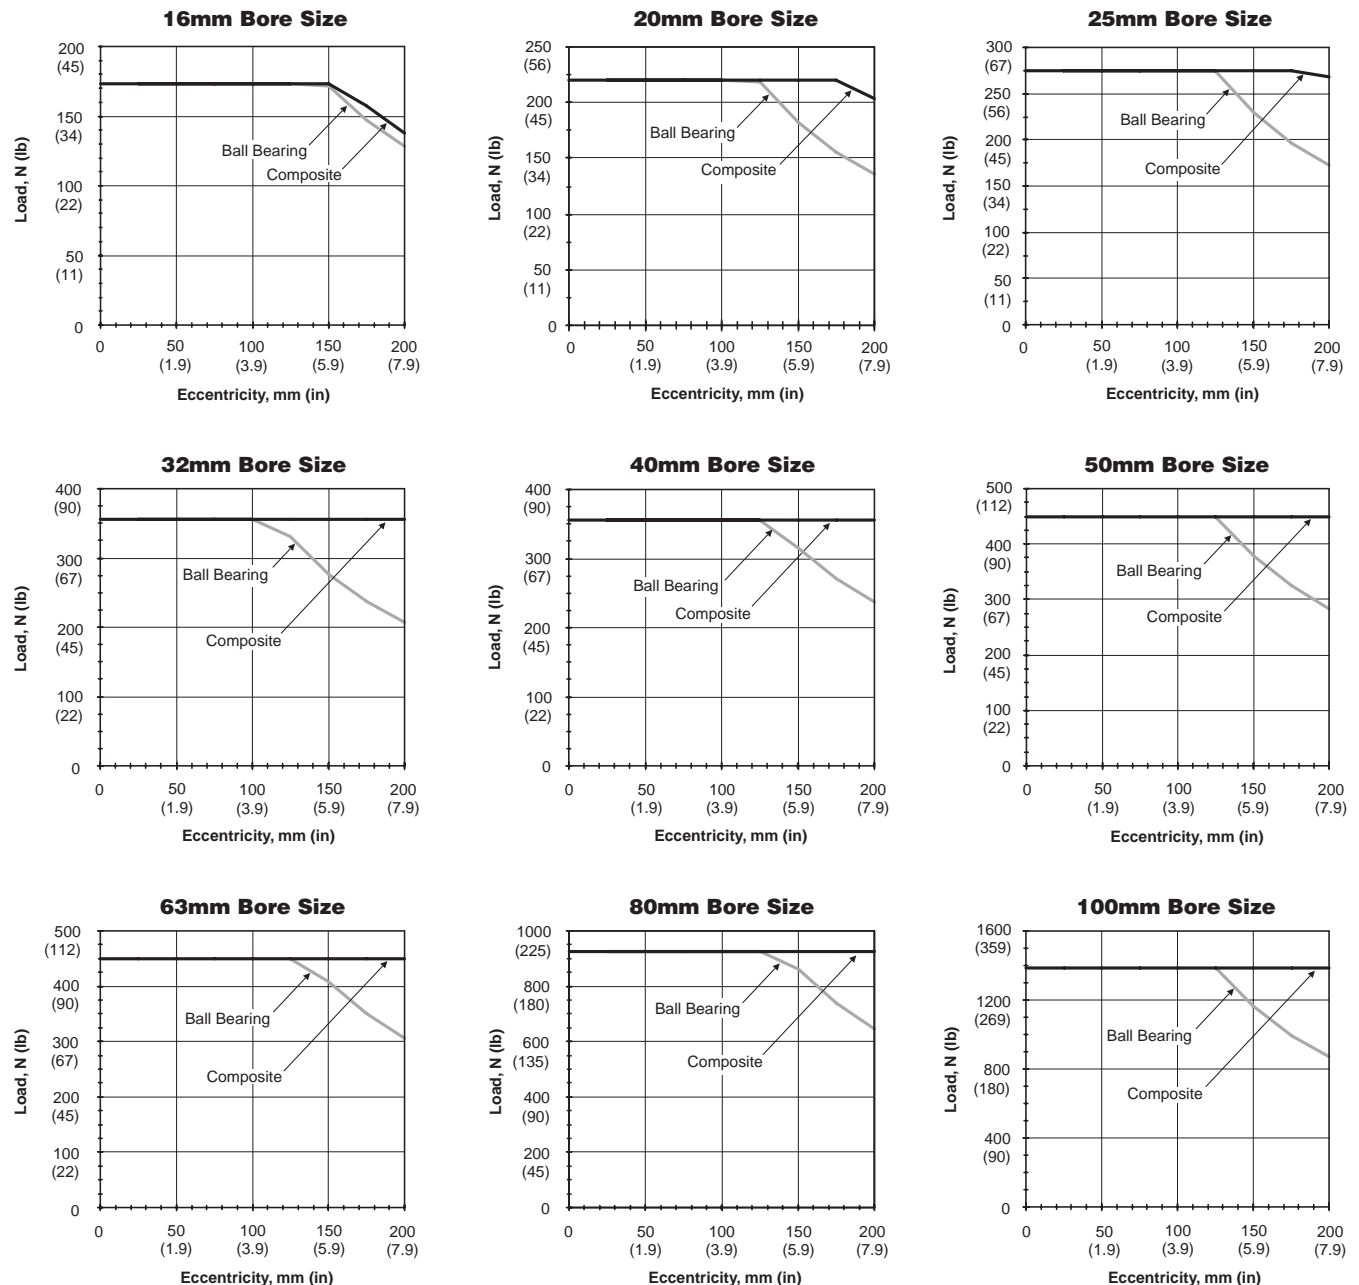 16mm Bore Size
Load, N (lb)
200
(45)
150
(34)
100
(22)
50
(11)
0
Ball Bearing
Composite
0 50 100 150 200
(1.9) (3.9) (5.9) (7.9)
Eccentricity, mm (in)
20mm Bore Size
Load, N (lb)
250
(56)
200
(45)
150
(34)
100
(22)
50
(11)
0
Ball Bearing
Composite
0 50 100 150 200
(1.9) (3.9) (5.9) (7.9)
Eccentricity, mm (in)
25mm Bore Size
Load, N (lb)
300
(67)
250
(56)
200
(45)
150
(34)
100
(22)
50
(11)
0
Ball Bearing
Composite
0 50 100 150 200
(1.9) (3.9) (5.9) (7.9)
Eccentricity, mm (in)
32mm Bore Size
Load, N (lb)
400
(90)
300
(67)
200
(45)
100
(22)
0
Ball Bearing
Composite
0 50 100 150 200
(1.9) (3.9) (5.9) (7.9)
Eccentricity, mm (in)
40mm Bore Size
Load, N (lb)
400
(90)
300
(67)
200
(45)
100
(22)
0
Ball Bearing
Composite
0 50 100 150 200
(1.9) (3.9) (5.9) (7.9)
Eccentricity, mm (in)
50mm Bore Size
Load, N (lb)
500
(112)
400
(90)
300
(67)
200
(45)
100
(22)
0
Ball Bearing
Composite
0 50 100 150 200
(1.9) (3.9) (5.9) (7.9)
Eccentricity, mm (in)
63mm Bore Size
Load, N (lb)
500
(112)
400
(90)
300
(67)
200
(45)
100
(22)
0
Ball Bearing
Composite
0 50 100 150 200
(1.9) (3.9) (5.9) (7.9)
Eccentricity, mm (in)
80mm Bore Size
Load, N (lb)
1000
(225)
800
(180)
600
(135)
400
(90)
200
(45)
0
Ball Bearing
Composite
0 50 100 150 200
(1.9) (3.9) (5.9) (7.9)
Eccentricity, mm (in)
100mm Bore Size
Load, N (lb)
1600
(359)
1200
(269)
800
(180)
400
(90)
0
Ball Bearing
Composite
0 50 100 150 200
(1.9) (3.9) (5.9) (7.9)
Eccentricity, mm (in)